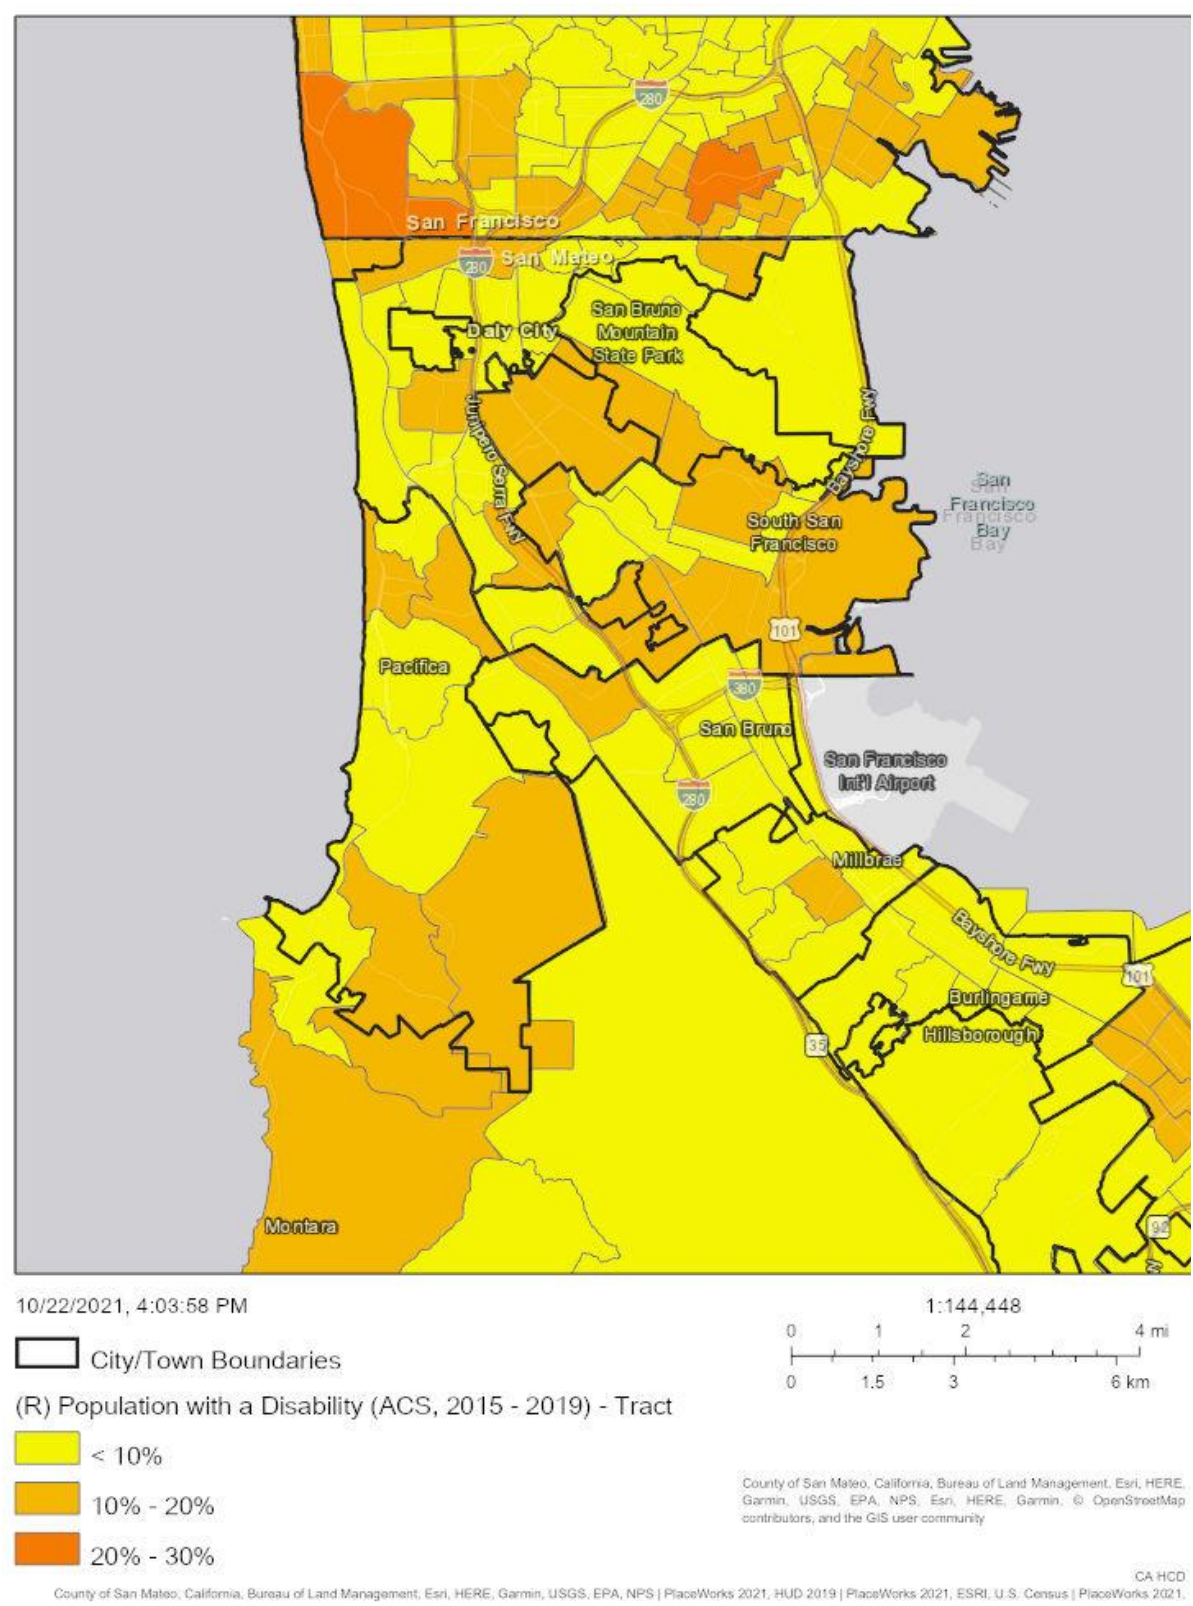 280
San Francisco
280
San Mateo
San Bruno
Mountain
State Park
Daly City
Junipero Serra Fwy
Bayshore Fwy
San
Francisco
Bay
San
Francisco
Bay
South San
Francisco
101
Pacifica
380
San Bruno
San Francisco
Int'l Airport
280
Millbrae
Bayshore Fwy
101
Burlingame
Hillsborough
35
Montara
92
10/22/2021, 4:03:58 PM
1:144,448
0 1 2 4 mi
0 1.5 3 6 km
City/Town Boundaries
(R) Population with a Disability (ACS, 2015 - 2019) - Tract
< 10%
10% - 20%
20% - 30%
County of San Mateo, California, Bureau of Land Management, Esri, HERE,
Garmin, USGS, EPA, NPS, Esri, HERE, Garmin, © OpenStreetMap
contributors, and the GIS user community
CA HCD
County of San Mateo, California, Bureau of Land Management, Esri, HERE, Garmin, USGS, EPA, NPS | PlaceWorks 2021, HUD 2019 | PlaceWorks 2021, ESRI, U.S. Census | PlaceWorks 2021,